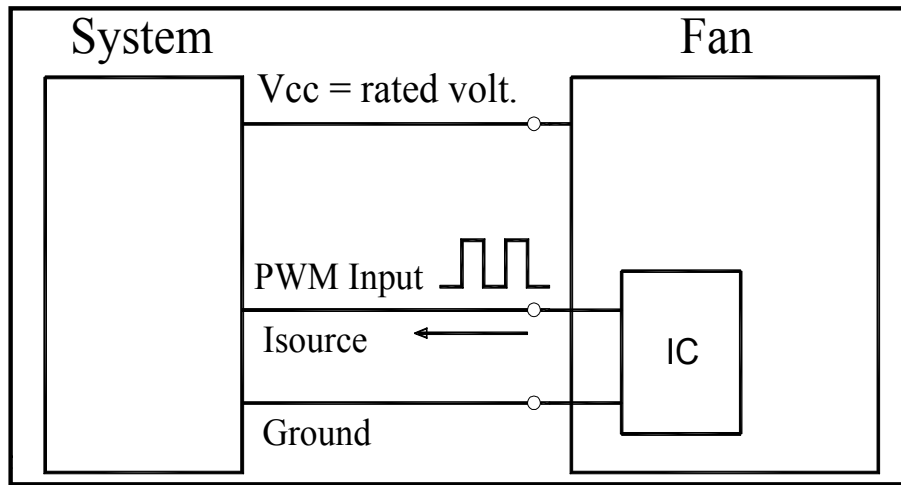 System
Fan
Vcc = rated volt.
PWM Input
Isource
IC
Ground